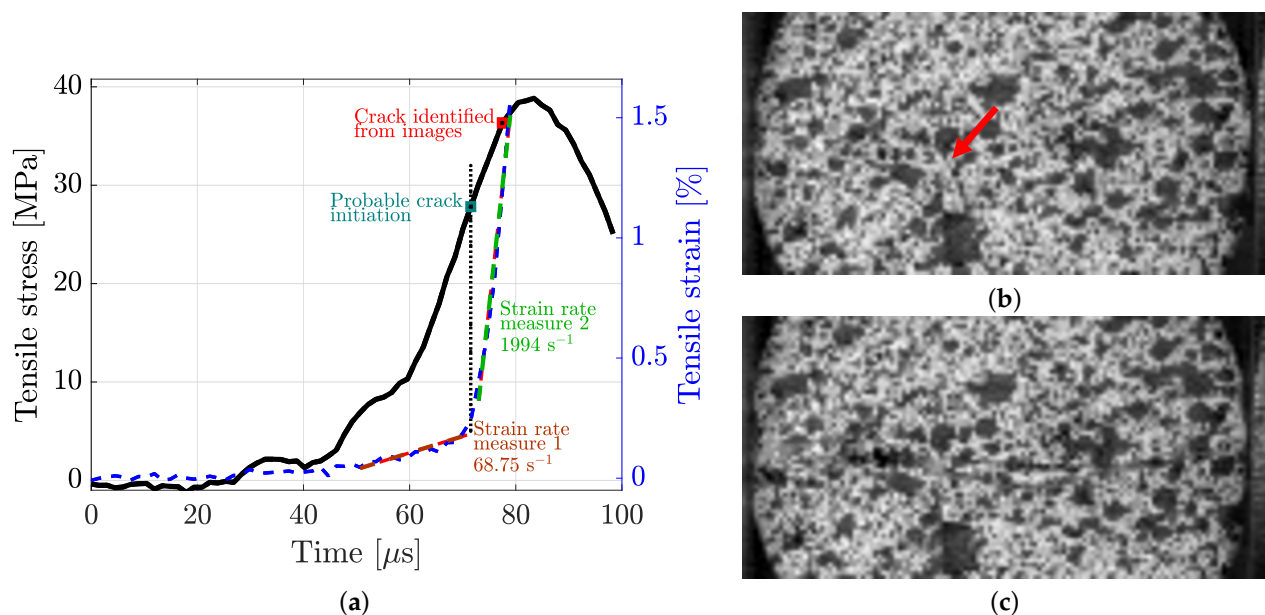 40
30
20
10
0
Tensile stress [MPa]
0
20
40
60
80
100
Time [μs]
1.5
1
0.5
0
Tensile strain [%]
Crack identified
from images
Probable crack
initiation
Strain rate
measure 2
1994 s⁻¹
Strain rate
measure 1
68.75 s⁻¹
(a)
(b)
(c)